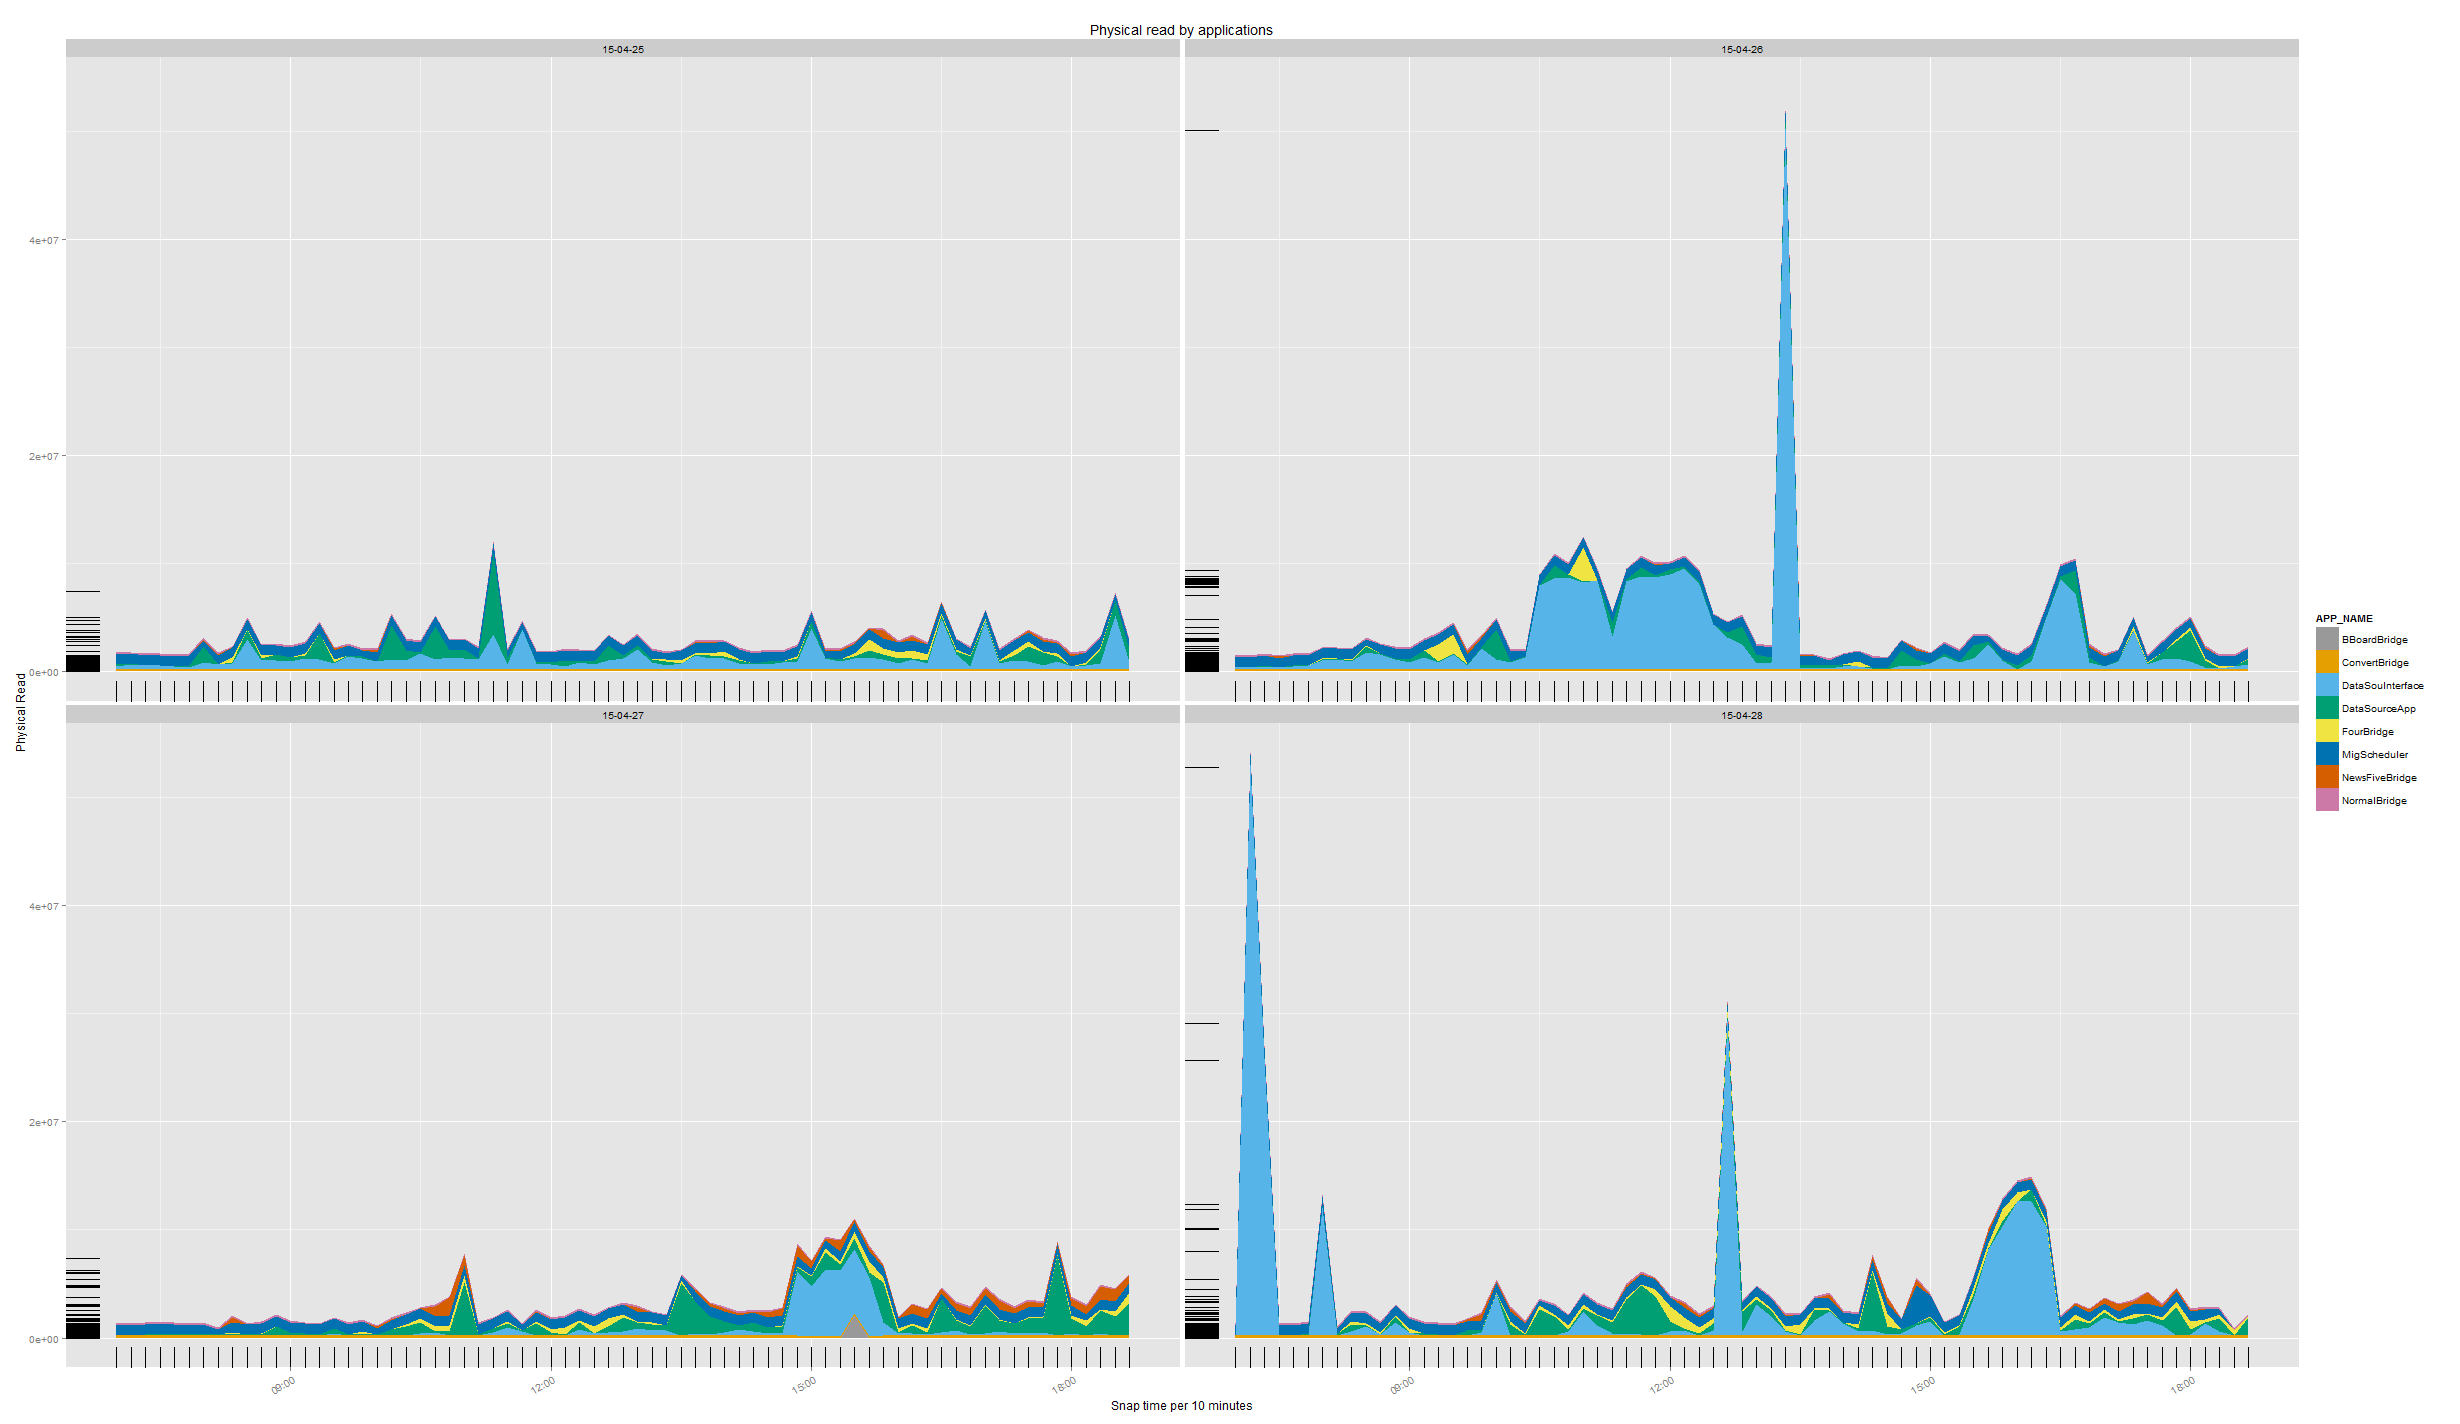 Physical read by applications
15-04-25
15-04-26
4e+07
2e+07
0e+00
15-04-27
15-04-28
4e+07
2e+07
0e+00
09:00
12:00
15:00
18:00
09:00
12:00
15:00
18:00
Snap time per 10 minutes
Physical Read
APP_NAME
BBoardBridge
ConvertBridge
DataSouInterface
DataSourceApp
FourBridge
MigScheduler
NewsFiveBridge
NormalBridge